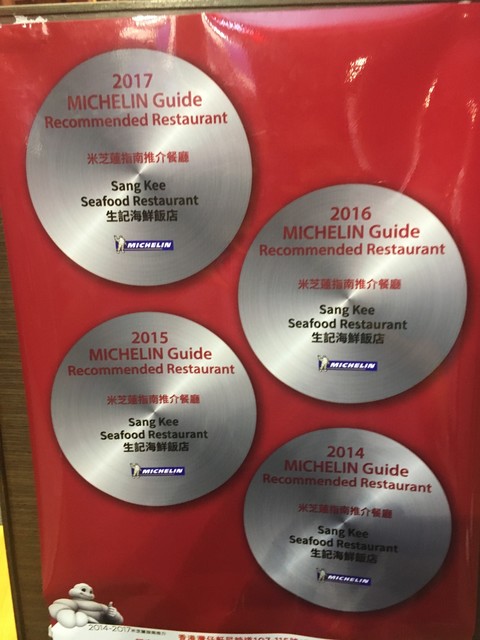 2017
MICHELIN Guide
Recommended Restaurant
米芝蓮指南推介餐廳
Sang Kee
Seafood Restaurant
生記海鮮飯店
MICHELIN
2016
MICHELIN Guide
Recommended Restaurant
米芝蓮指南推介餐廳
Sang Kee
Seafood Restaurant
生記海鮮飯店
MICHELIN
2015
MICHELIN Guide
Recommended Restaurant
米芝蓮指南推介餐廳
Sang Kee
Seafood Restaurant
生記海鮮飯店
MICHELIN
2014
MICHELIN Guide
Recommended Restaurant
米芝蓮指南推介餐廳
Sang Kee
Seafood Restaurant
生記海鮮飯店
MICHELIN
2014-2017